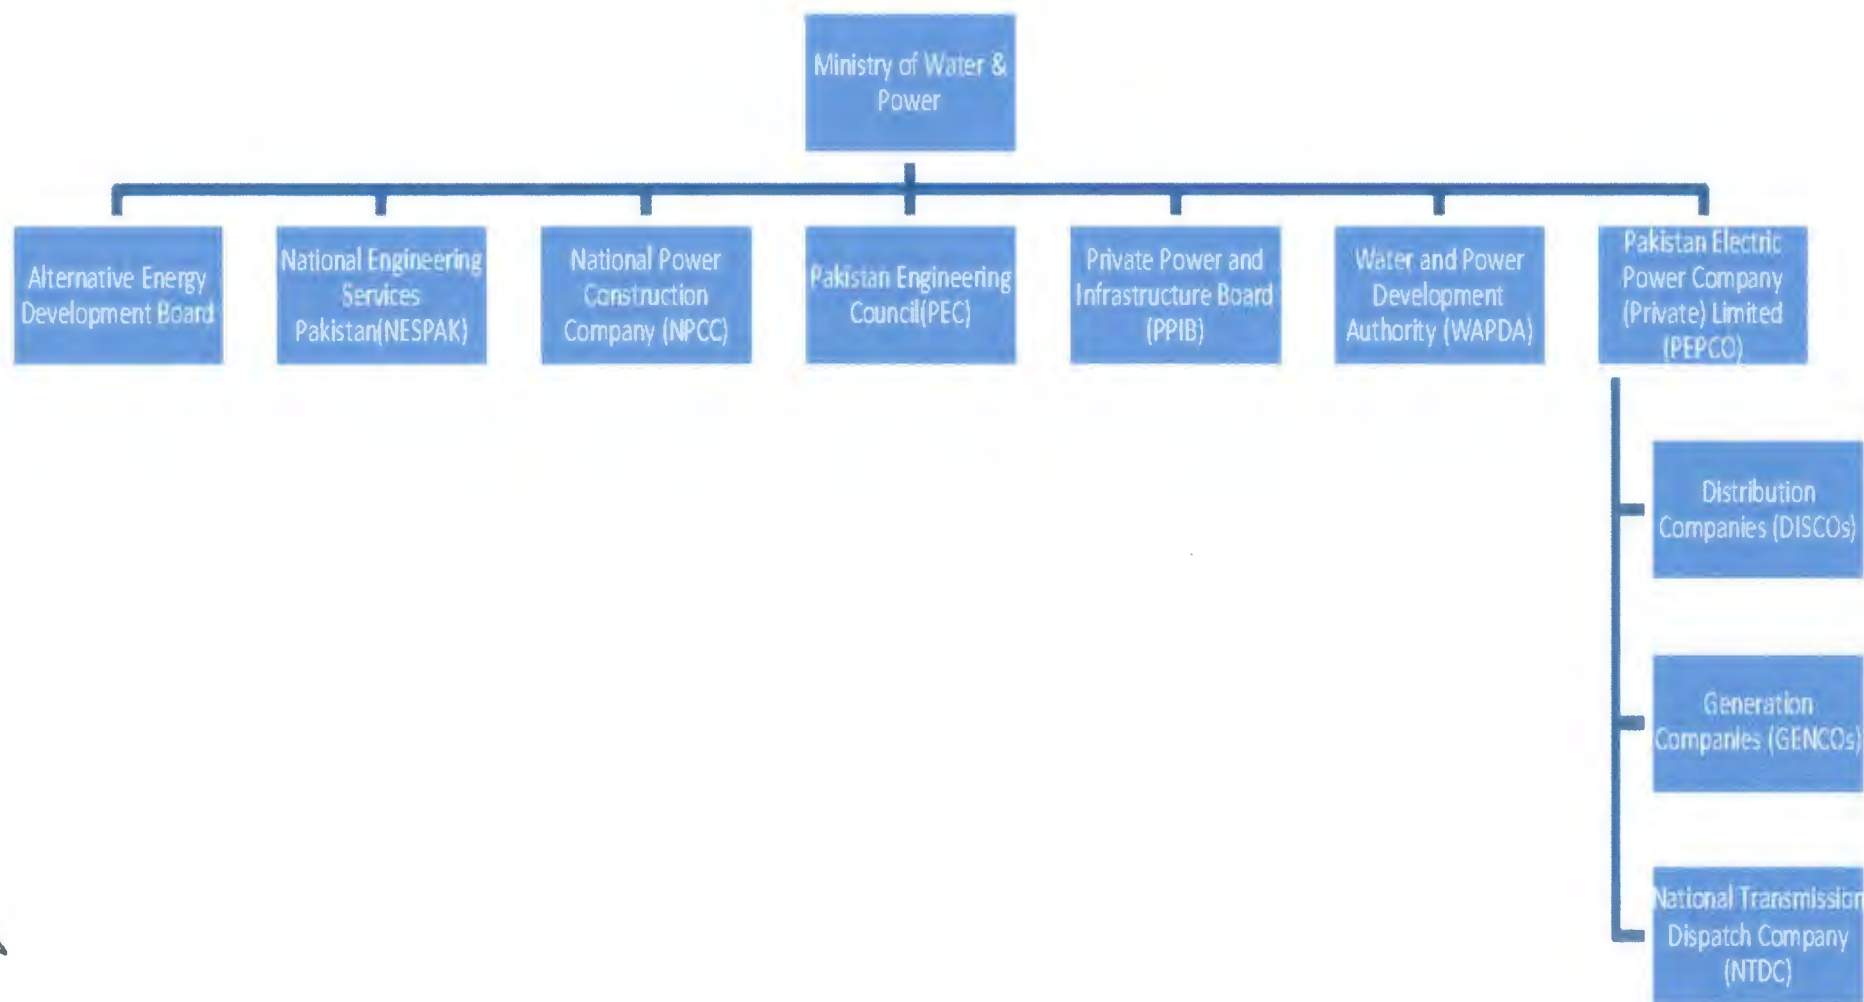 Ministry of Water &
Power
Alternative Energy
Development Board
National Engineering
Services
Pakistan(NESPAK)
National Power
Construction
Company (NPCC)
Pakistan Engineering
Council(PEC)
Private Power and
Infrastructure Board
(PPIB)
Water and Power
Development
Authority (WAPDA)
Pakistan Electric
Power Company
(Private) Limited
(PEPCO)
Distribution
Companies (DISCOs)
Generation
Companies (GENCOs)
National Transmission
Dispatch Company
(NTDC)